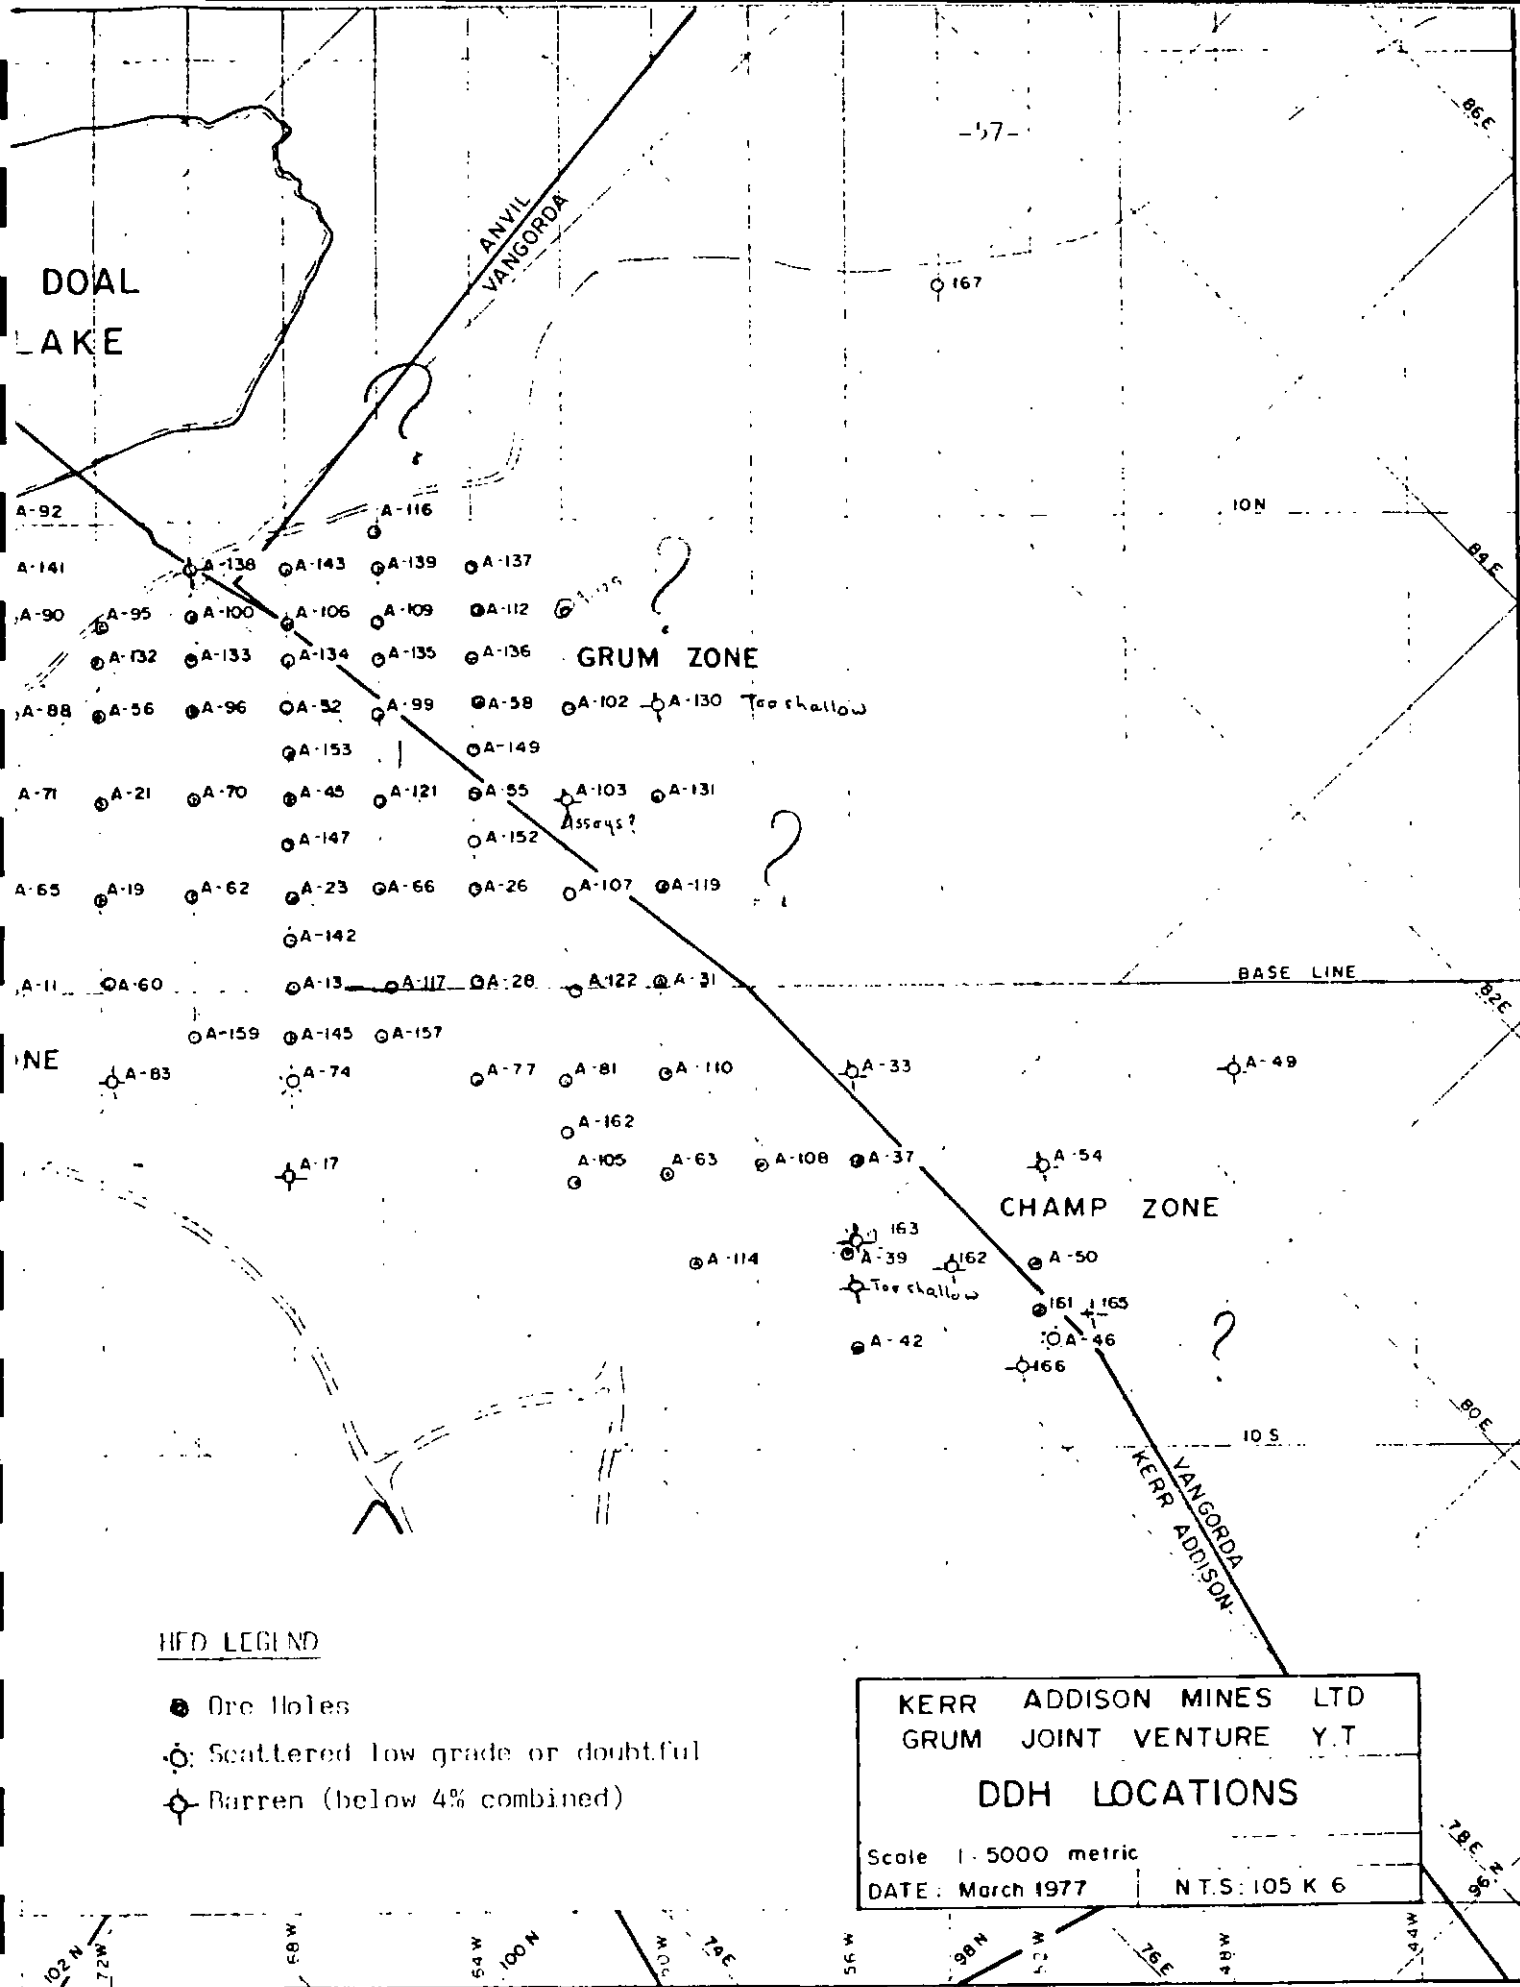 -57-
86E
ANVIL
VANGORDA
DOAL
LAKE
167
?
A-92
A-116
10N
A-141
A-138
A-143
A-139
A-137
84E
A-90
A-95
A-100
A-106
A-109
A-112
?
A-132
A-133
A-134
A-135
A-136
GRUM ZONE
A-88
A-56
A-96
A-52
A-99
A-58
A-102
A-130 Too shallow
A-153
A-149
A-71
A-21
A-70
A-45
A-121
A-55
A-103
A-131
Assays?
?
A-147
A-152
A-65
A-19
A-62
A-23
A-66
A-26
A-107
A-119
A-142
BASE LINE
A-11
A-60
A-13
A-117
A-28
A-122
A-31
82E
A-159
A-145
A-157
NE
A-83
A-74
A-77
A-81
A-110
A-33
A-49
A-162
A-17
A-105
A-63
A-108
A-37
A-54
CHAMP ZONE
163
A-114
A-39
162
A-50
Too shallow
161
165
A-42
A-46
?
166
80E
10 S
VANGORDA
KERR ADDISON
HFD LEGEND
Ore Holes
Scattered low grade or doubtful
Barren (below 4% combined)
KERR ADDISON MINES LTD
GRUM JOINT VENTURE Y.T
DDH LOCATIONS
Scale 1-5000 metric
DATE: March 1977
N.T.S: 105 K 6
78E
96N
102N
72W
68W
64W
100N
74E
56W
98N
52W
76E
48W
44W